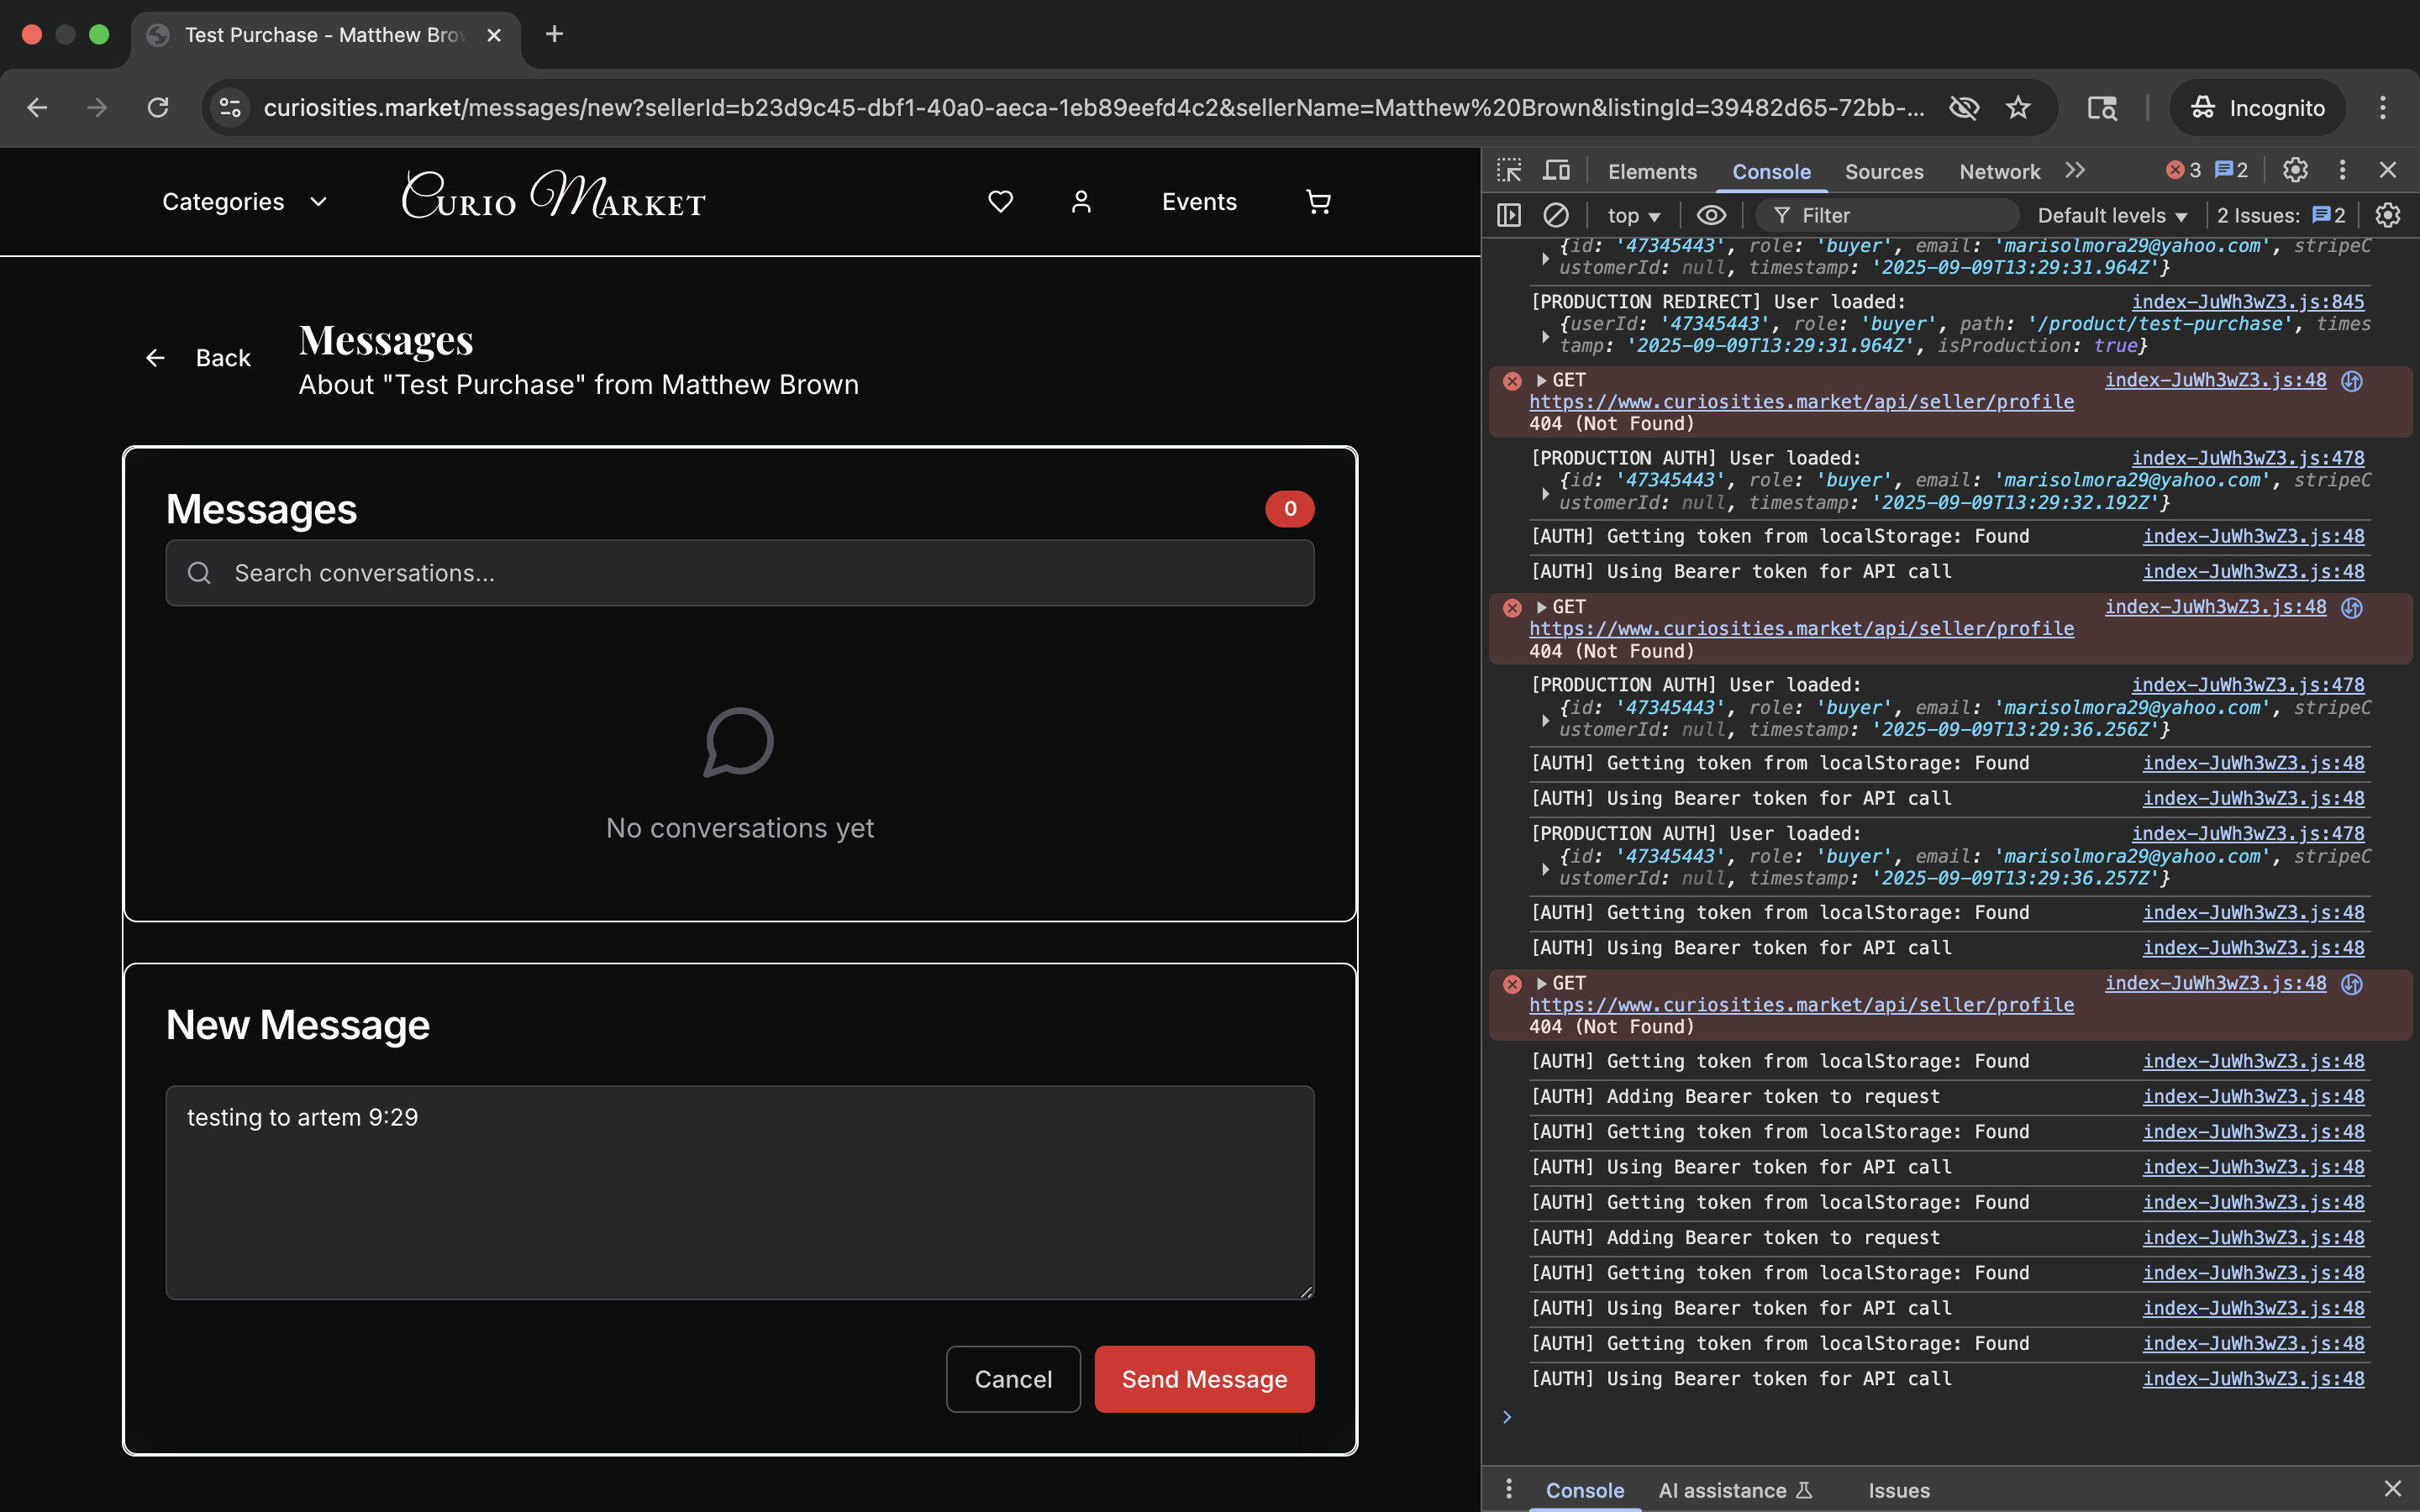 Test Purchase - Matthew Bro
curiosities.market/messages/new?sellerId=b23d9c45-dbf1-40a0-aeca-1eb89eefd4c2&sellerName=Matthew%20Brown&listingId=39482d65-72bb-...
Incognito
Categories
Curio Market
Events
Back
Messages
About "Test Purchase" from Matthew Brown
Messages
0
Search conversations...
No conversations yet
New Message
testing to artem 9:29
Cancel
Send Message
Elements
Console
Sources
Network
3
2
top
Filter
Default levels
2 Issues:
2
{id: '47345443', role: 'buyer', email: 'marisolmora29@yahoo.com', stripeC
ustomerId: null, timestamp: '2025-09-09T13:29:31.964Z'}
[PRODUCTION REDIRECT] User loaded: index-JuWh3wZ3.js:845
{userId: '47345443', role: 'buyer', path: '/product/test-purchase', times
tamp: '2025-09-09T13:29:31.964Z', isProduction: true}
GET index-JuWh3wZ3.js:48
https://www.curiosities.market/api/seller/profile
404 (Not Found)
[PRODUCTION AUTH] User loaded: index-JuWh3wZ3.js:478
{id: '47345443', role: 'buyer', email: 'marisolmora29@yahoo.com', stripeC
ustomerId: null, timestamp: '2025-09-09T13:29:32.192Z'}
[AUTH] Getting token from localStorage: Found index-JuWh3wZ3.js:48
[AUTH] Using Bearer token for API call index-JuWh3wZ3.js:48
GET index-JuWh3wZ3.js:48
https://www.curiosities.market/api/seller/profile
404 (Not Found)
[PRODUCTION AUTH] User loaded: index-JuWh3wZ3.js:478
{id: '47345443', role: 'buyer', email: 'marisolmora29@yahoo.com', stripeC
ustomerId: null, timestamp: '2025-09-09T13:29:36.256Z'}
[AUTH] Getting token from localStorage: Found index-JuWh3wZ3.js:48
[AUTH] Using Bearer token for API call index-JuWh3wZ3.js:48
[PRODUCTION AUTH] User loaded: index-JuWh3wZ3.js:478
{id: '47345443', role: 'buyer', email: 'marisolmora29@yahoo.com', stripeC
ustomerId: null, timestamp: '2025-09-09T13:29:36.257Z'}
[AUTH] Getting token from localStorage: Found index-JuWh3wZ3.js:48
[AUTH] Using Bearer token for API call index-JuWh3wZ3.js:48
GET index-JuWh3wZ3.js:48
https://www.curiosities.market/api/seller/profile
404 (Not Found)
[AUTH] Getting token from localStorage: Found index-JuWh3wZ3.js:48
[AUTH] Adding Bearer token to request index-JuWh3wZ3.js:48
[AUTH] Getting token from localStorage: Found index-JuWh3wZ3.js:48
[AUTH] Using Bearer token for API call index-JuWh3wZ3.js:48
[AUTH] Getting token from localStorage: Found index-JuWh3wZ3.js:48
[AUTH] Adding Bearer token to request index-JuWh3wZ3.js:48
[AUTH] Getting token from localStorage: Found index-JuWh3wZ3.js:48
[AUTH] Using Bearer token for API call index-JuWh3wZ3.js:48
[AUTH] Getting token from localStorage: Found index-JuWh3wZ3.js:48
[AUTH] Using Bearer token for API call index-JuWh3wZ3.js:48
Console
AI assistance
Issues